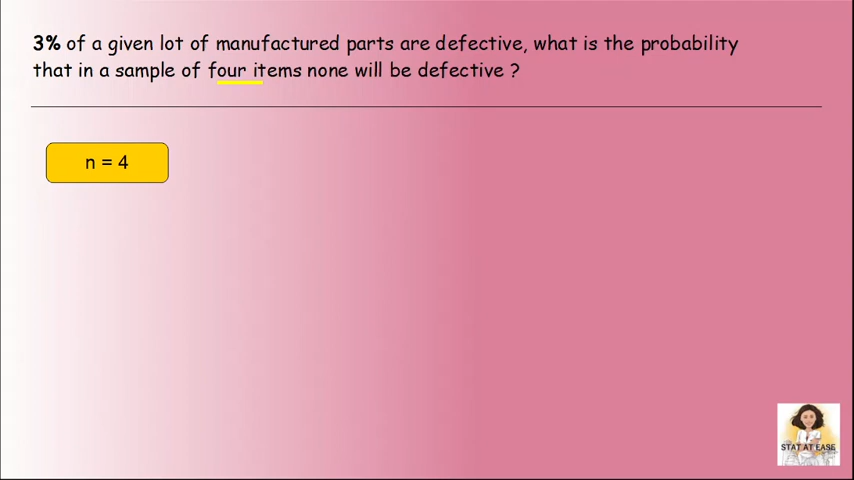 3% of a given lot of manufactured parts are defective, what is the probability
that in a sample of four items none will be defective ?
n = 4
STAT AT EASE